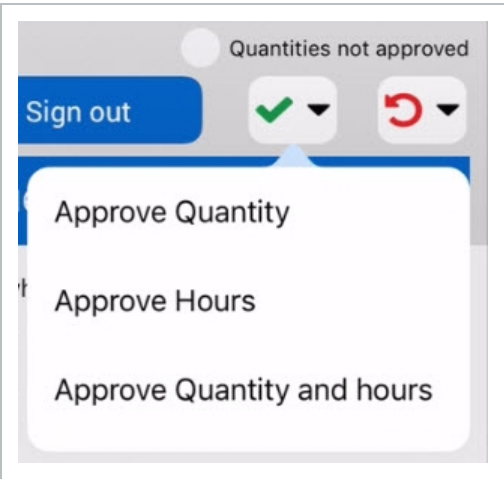 Quantities not approved
Sign out
Approve Quantity
Approve Hours
Approve Quantity and hours